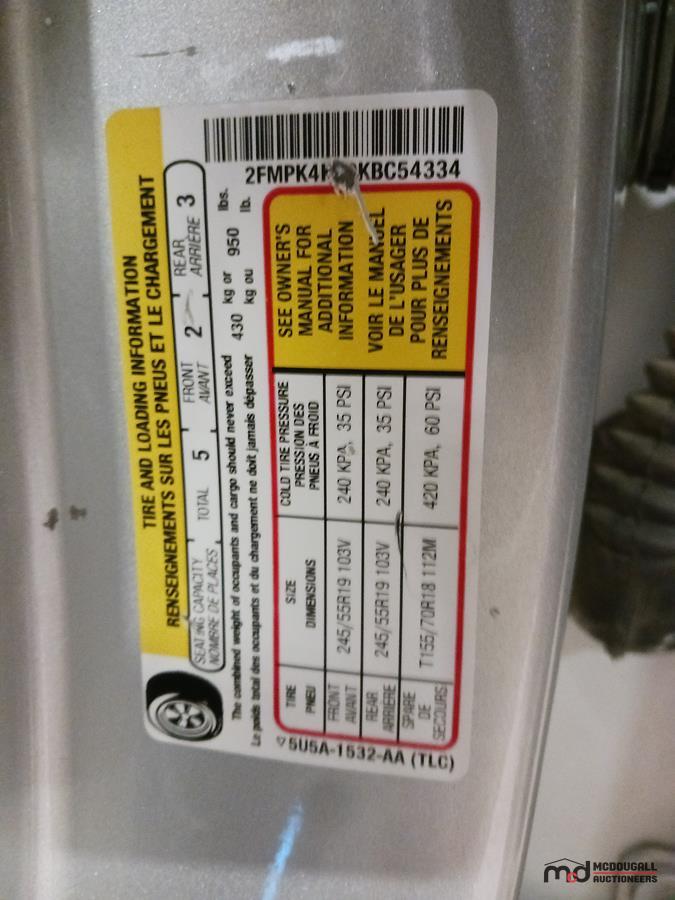 TIRE AND LOADING INFORMATION
RENSEIGNEMENTS SUR LES PNEUS ET LE CHARGEMENT
SEATING CAPACITY TOTAL 5 FRONT 2 REAR 3
NOMBRE DE PLACES AVANT ARRIÈRE
The combined weight of occupants and cargo should never exceed 430 kg or 950 lbs.
Le poids total des occupants et du chargement ne doit jamais dépasser kg ou lb.
2FMPK4 KBC54334
TIRE SIZE COLD TIRE PRESSURE
PNEU DIMENSIONS PRESSION DES
PNEUS À FROID
FRONT 245/55R19 103V 240 KPA, 35 PSI
AVANT
REAR 245/55R19 103V 240 KPA, 35 PSI
ARRIÈRE
SPARE T155/70R18 112M 420 KPA, 60 PSI
DE
SECOURS
SEE OWNER'S
MANUAL FOR
ADDITIONAL
INFORMATION
VOIR LE MANUEL
DE L'USAGER
POUR PLUS DE
RENSEIGNEMENTS
5U5A-1532-AA (TLC)
md MCDOUGALL
AUCTIONEERS